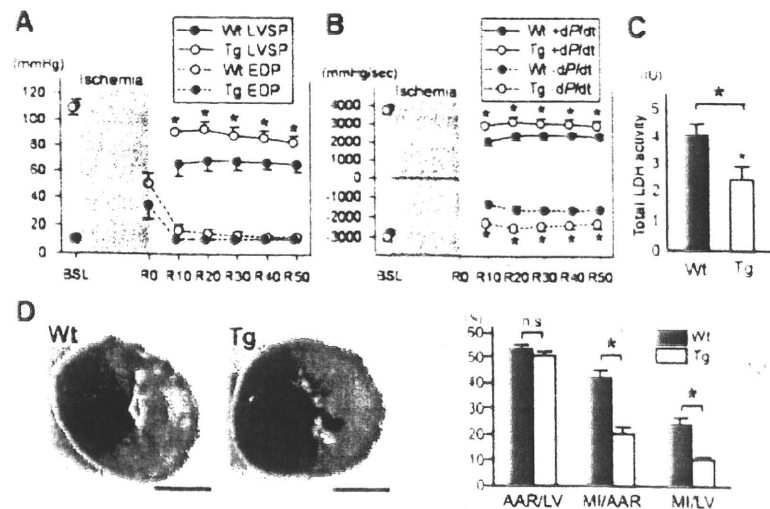 A
(mmHg)
Ischemia
Wt LVSP
Tg LVSP
Wt EDP
Tg EDP
120
100
80
60
40
20
0
BSL
R0 R10 R20 R30 R40 R50
* * * * *
B
(mmHg/sec)
Ischemia
Wt +dP/dt
Tg +dP/dt
Wt -dP/dt
Tg -dP/dt
4000
3000
2000
1000
0
-1000
-2000
-3000
BSL
R0 R10 R20 R30 R40 R50
* * * * *
* * * * *
C
(IU)
Total LDH activity
5
4
3
2
1
0
*
*
Wt Tg
D
Wt
Tg
(%)
60
50
40
30
20
10
0
n.s
*
*
Wt
Tg
AAR/LV MI/AAR MI/LV